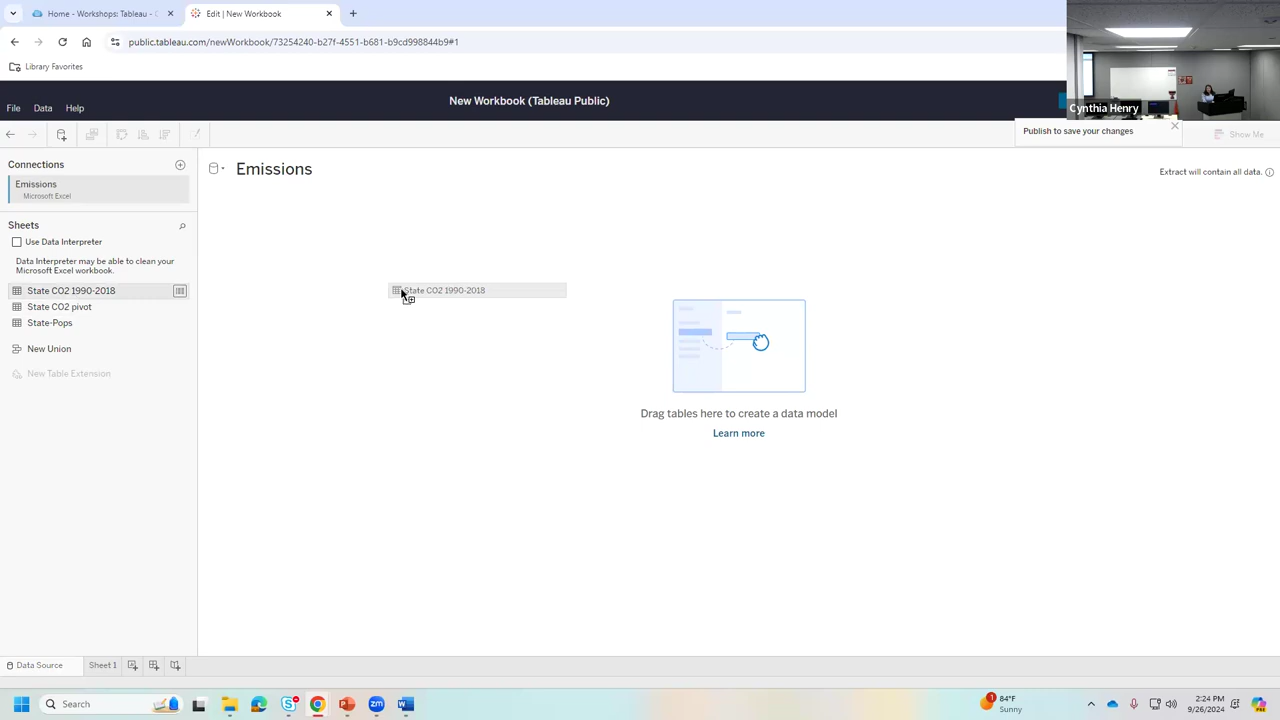 Home - Workshops: Tableau - C
Edit | New Workbook
public.tableau.com/newWorkbook/73254240-b27f-4551-b681-b9cd998844b9#1
Library Favorites
File
Data
Help
New Workbook (Tableau Public)
Cynthia Henry
Publish to save your changes
Show Me
Connections
Emissions
Microsoft Excel
Emissions
Extract will contain all data.
Sheets
Use Data Interpreter
Data Interpreter may be able to clean your
Microsoft Excel workbook.
State CO2 1990-2018
State CO2 1990-2018
State CO2 pivot
State-Pops
New Union
New Table Extension
Drag tables here to create a data model
Learn more
Data Source
Sheet 1
Search
1
84°F
Sunny
2:24 PM
9/26/2024